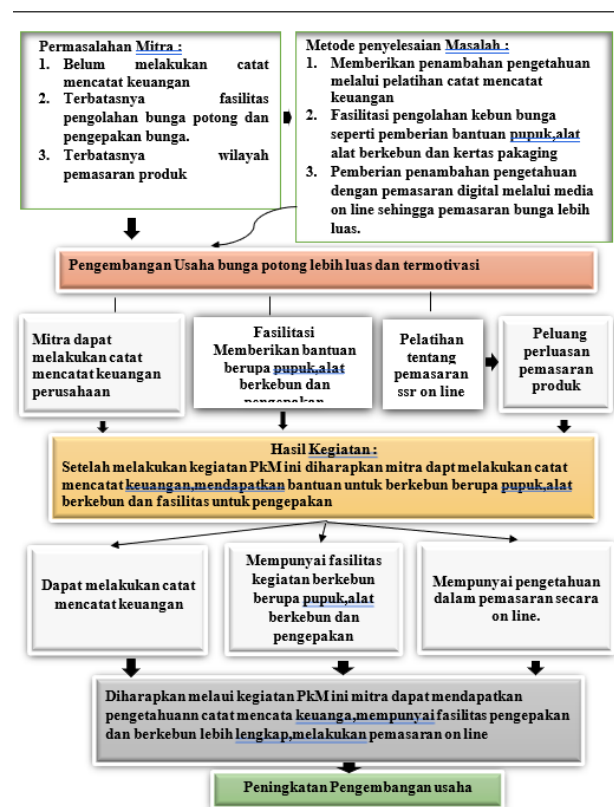 Permasalahan Mitra :
1. Belum melakukan catat
mencatat keuangan
2. Terbatasnya fasilitas
pengolahan bunga potong dan
pengepakan bunga.
3. Terbatasnya wilayah
pemasaran produk
Metode penyelesaian Masalah :
1. Memberikan penambahan pengetahuan
melalui pelatihan catat mencatat
keuangan
2. Fasilitasi pengolahan kebun bunga
seperti pemberian bantuan pupuk,alat
alat berkebun dan kertas pakaging
3. Pemberian penambahan pengetahuan
dengan pemasaran digital melalui media
on line sehingga pemasaran bunga lebih
luas.
Pengembangan Usaha bunga potong lebih luas dan termotivasi
Mitra dapat
melakukan catat
mencatat keuangan
perusahaan
Fasilitasi
Memberikan bantuan
berupa pupuk,alat
berkebun dan
pengepakan
Pelatihan
tentang
pemasaran
ssr on line
Peluang
perluasan
pemasaran
produk
Hasil Kegiatan :
Setelah melakukan kegiatan PkM ini diharapkan mitra dapt melakukan catat
mencatat keuangan,mendapatkan bantuan untuk berkebun berupa pupuk,alat
berkebun dan fasilitas untuk pengepakan
Dapat melakukan catat
mencatat keuangan
Mempunyai fasilitas
kegiatan berkebun
berupa pupuk,alat
berkebun dan
pengepakan
Mempunyai pengetahuan
dalam pemasaran secara
on line.
Diharapkan melaui kegiatan PkM ini mitra dapat mendapatkan
pengetahuann catat mencata keuanga,mempunyai fasilitas pengepakan
dan berkebun lebih lengkap,melakukan pemasaran on line
Peningkatan Pengembangan usaha